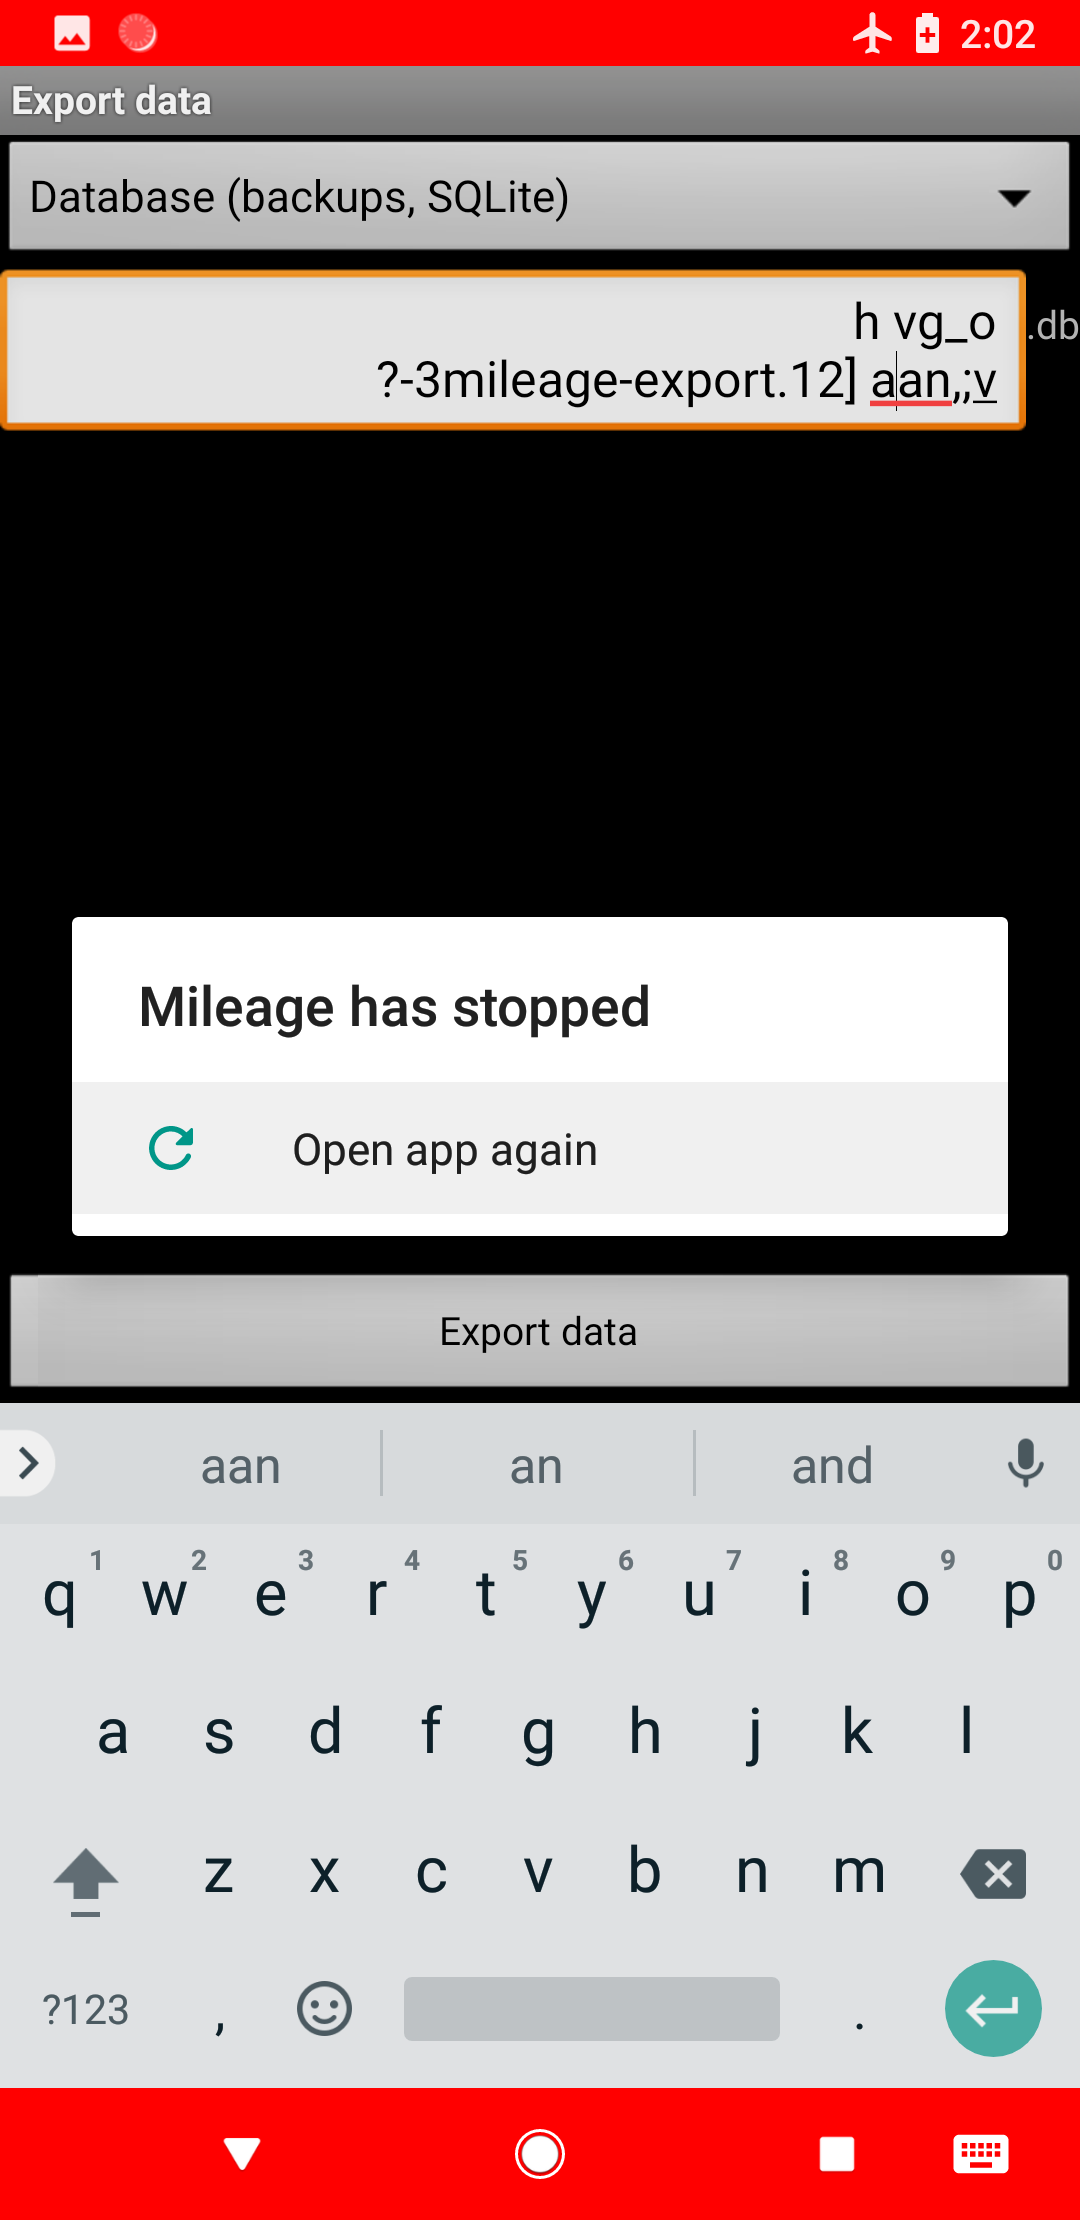 2:02
Export data
Database (backups, SQLite)
h vg_o
?-3mileage-export.12] aan,,;v
.db
Mileage has stopped
Open app again
Export data
aan an and
1 2 3 4 5 6 7 8 9 0
q w e r t y u i o p
a s d f g h j k l
z x c v b n m
?123 , .